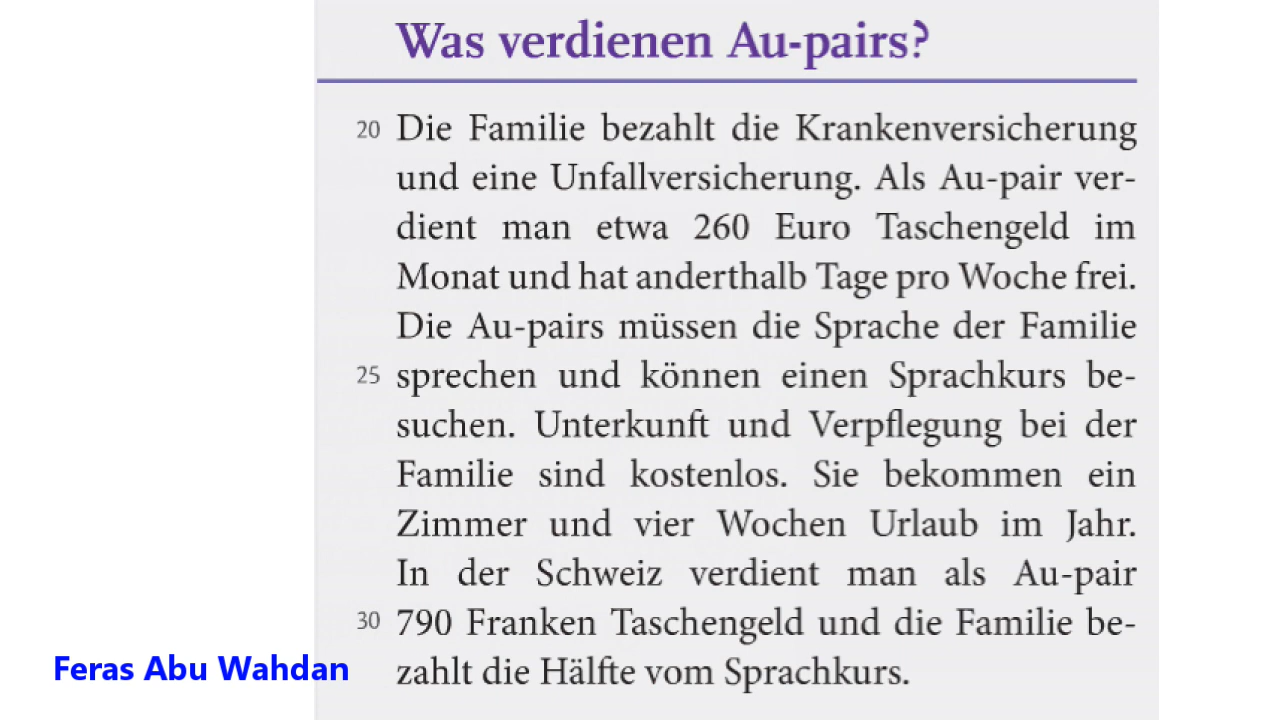 Was verdienen Au-pairs?
20 Die Familie bezahlt die Krankenversicherung
und eine Unfallversicherung. Als Au-pair ver-
dient man etwa 260 Euro Taschengeld im
Monat und hat anderthalb Tage pro Woche frei.
Die Au-pairs müssen die Sprache der Familie
25 sprechen und können einen Sprachkurs be-
suchen. Unterkunft und Verpflegung bei der
Familie sind kostenlos. Sie bekommen ein
Zimmer und vier Wochen Urlaub im Jahr.
In der Schweiz verdient man als Au-pair
30 790 Franken Taschengeld und die Familie be-
zahlt die Hälfte vom Sprachkurs.
Feras Abu Wahdan